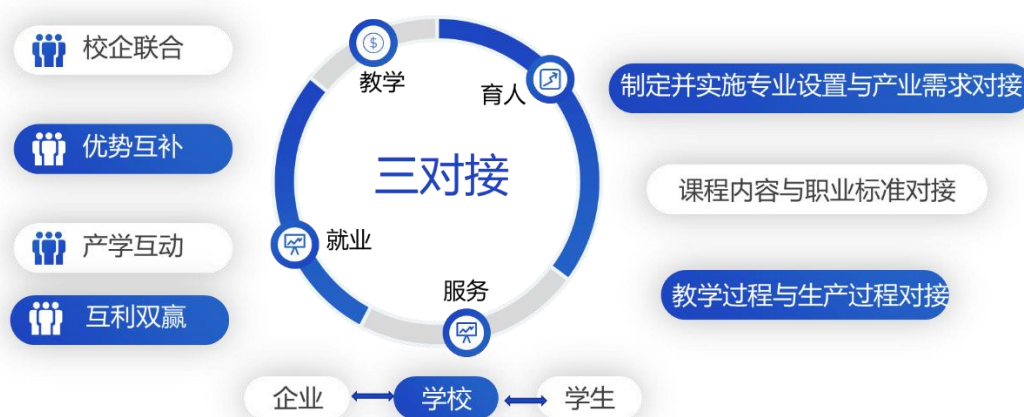 校企联合
优势互补
产学互动
互利双赢
教学
育人
三对接
就业
服务
制定并实施专业设置与产业需求对接
课程内容与职业标准对接
教学过程与生产过程对接
企业
学校
学生